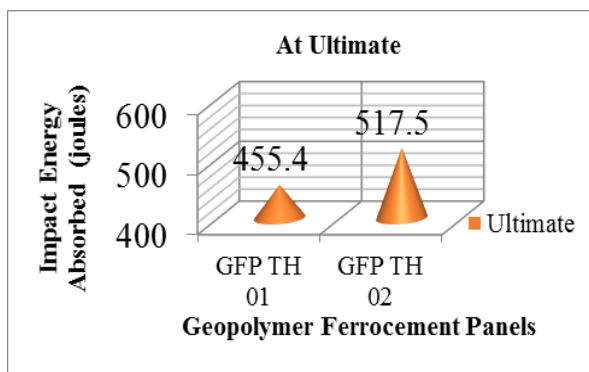 At Ultimate
Impact Energy
Absorbed (joules)
600
500
400
455.4
517.5
GFP TH
01
GFP TH
02
Ultimate
Geopolymer Ferrocement Panels